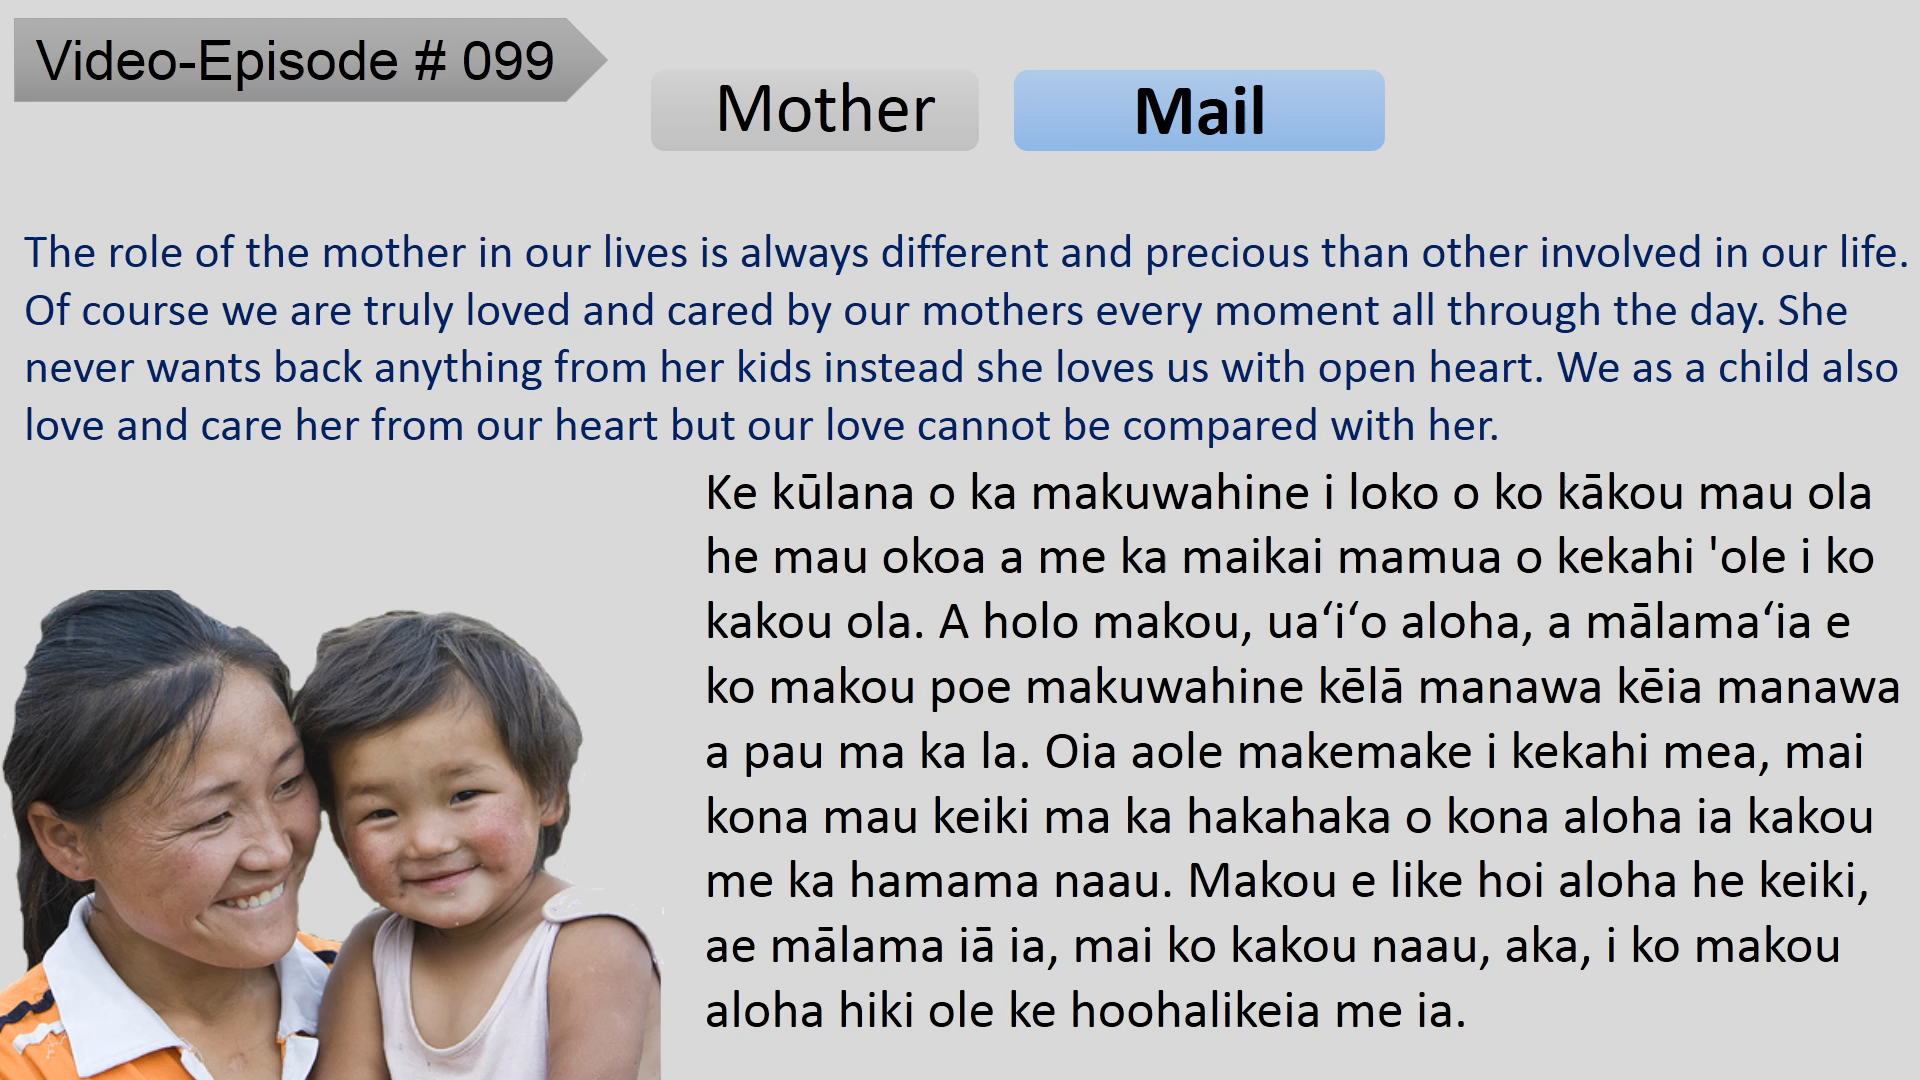 Video-Episode # 099
Mother
Mail
The role of the mother in our lives is always different and precious than other involved in our life.
Of course we are truly loved and cared by our mothers every moment all through the day. She
never wants back anything from her kids instead she loves us with open heart. We as a child also
love and care her from our heart but our love cannot be compared with her.
Ke kūlana o ka makuwahine i loko o ko kākou mau ola
he mau okoa a me ka maikai mamua o kekahi 'ole i ko
kakou ola. A holo makou, uaʻiʻo aloha, a mālamaʻia e
ko makou poe makuwahine kēlā manawa kēia manawa
a pau ma ka la. Oia aole makemake i kekahi mea, mai
kona mau keiki ma ka hakahaka o kona aloha ia kakou
me ka hamama naau. Makou e like hoi aloha he keiki,
ae mālama iā ia, mai ko kakou naau, aka, i ko makou
aloha hiki ole ke hoohalikeia me ia.